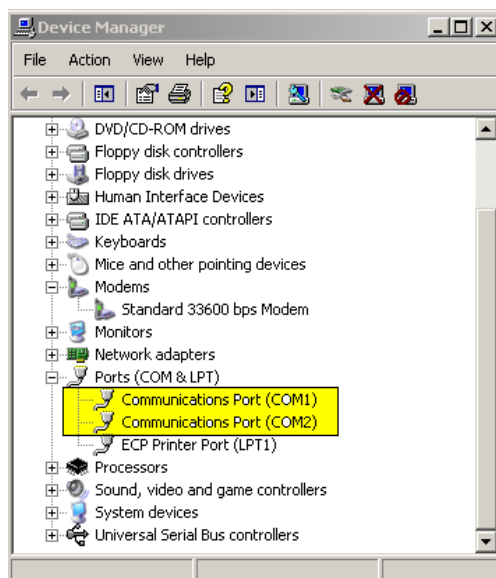 Device Manager
File Action View Help
DVD/CD-ROM drives
Floppy disk controllers
Floppy disk drives
Human Interface Devices
IDE ATA/ATAPI controllers
Keyboards
Mice and other pointing devices
Modems
Standard 33600 bps Modem
Monitors
Network adapters
Ports (COM & LPT)
Communications Port (COM1)
Communications Port (COM2)
ECP Printer Port (LPT1)
Processors
Sound, video and game controllers
System devices
Universal Serial Bus controllers